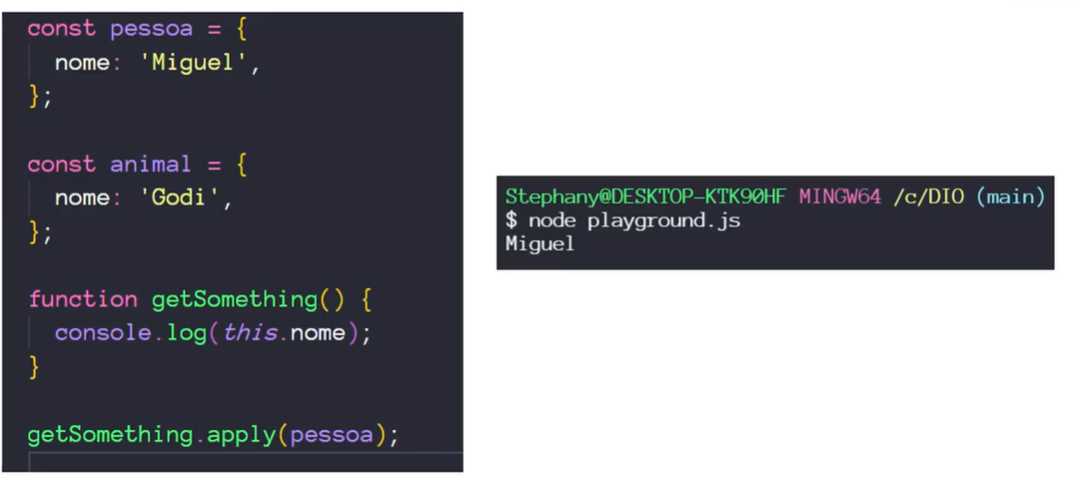 const pessoa = {
  nome: 'Miguel',
};
const animal = {
  nome: 'Godi',
};
function getSomething() {
  console.log(this.nome);
}
getSomething.apply(pessoa);
Stephany@DESKTOP-KTK90HF MINGW64 /c/DIO (main)
$ node playground.js
Miguel